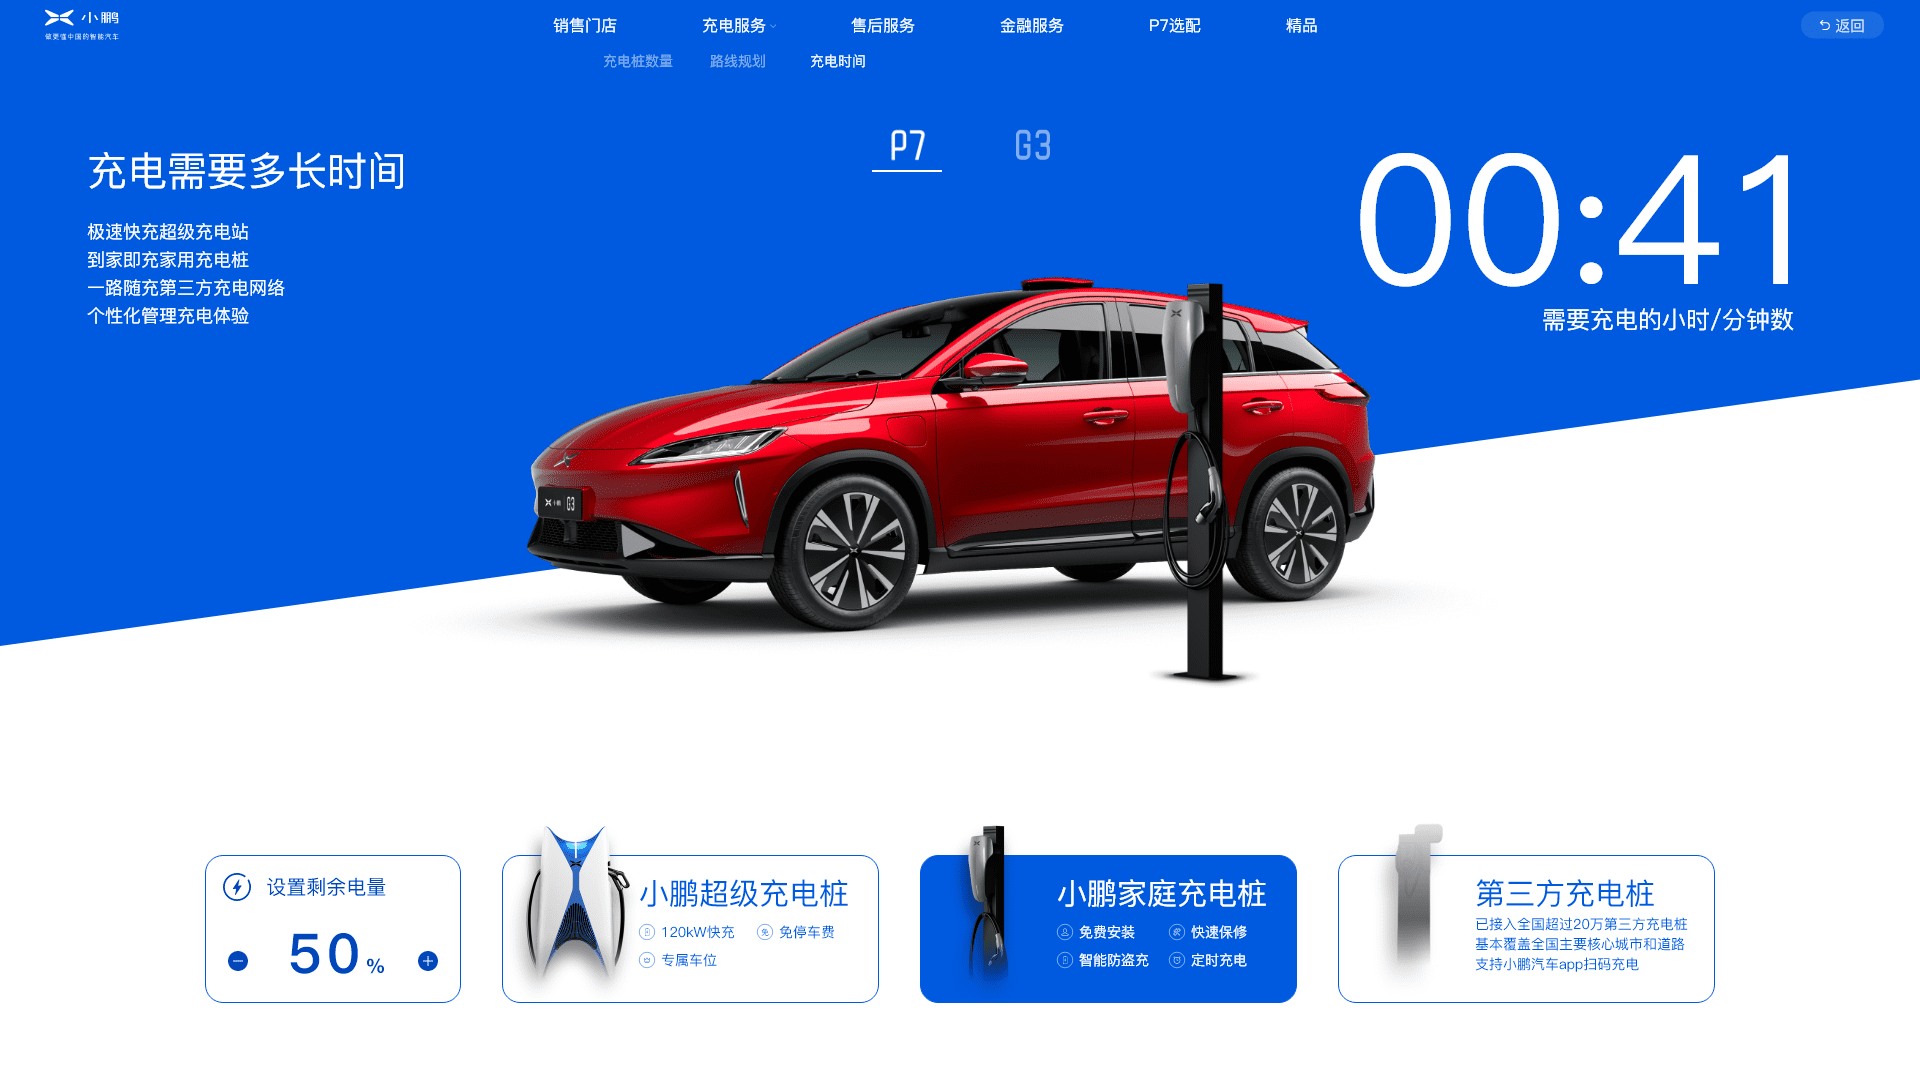 小鹏
做更懂中国的智能汽车
销售门店
充电服务
售后服务
金融服务
P7选配
精品
返回
充电桩数量
路线规划
充电时间
P7
G3
充电需要多长时间
极速快充超级充电站
到家即充家用充电桩
一路随充第三方充电网络
个性化管理充电体验
00:41
需要充电的小时/分钟数
小鹏 G3
设置剩余电量
50%
小鹏超级充电桩
120kW快充
免停车费
专属车位
小鹏家庭充电桩
免费安装
快速保修
智能防盗充
定时充电
第三方充电桩
已接入全国超过20万第三方充电桩
基本覆盖全国主要核心城市和道路
支持小鹏汽车app扫码充电